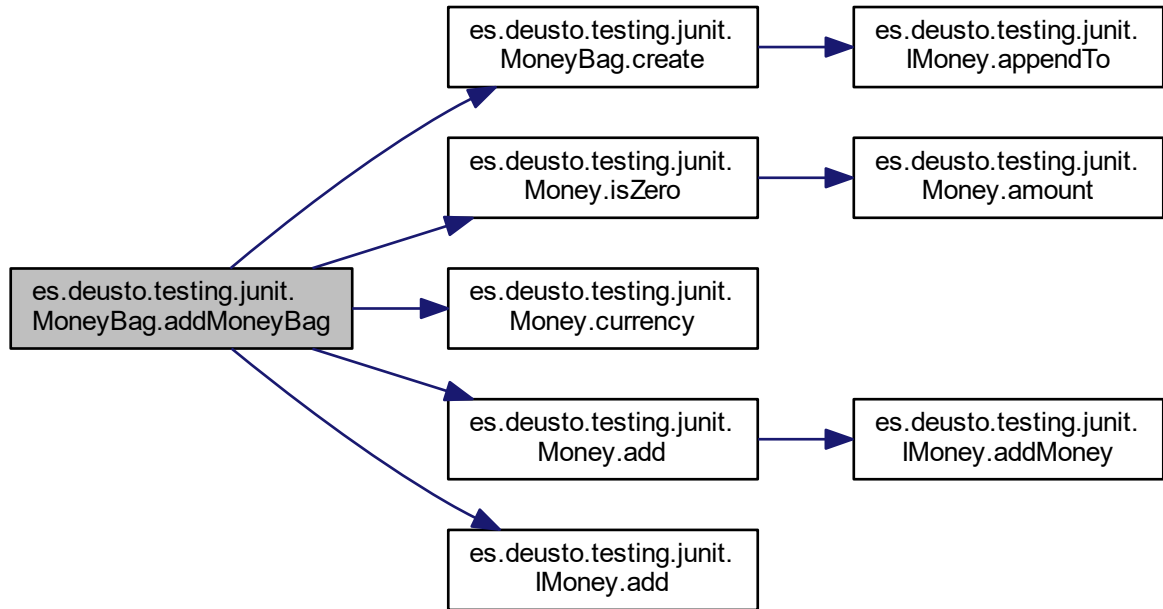 es.deusto.testing.junit.
MoneyBag.addMoneyBag
es.deusto.testing.junit.
MoneyBag.create
es.deusto.testing.junit.
IMoney.appendTo
es.deusto.testing.junit.
Money.isZero
es.deusto.testing.junit.
Money.amount
es.deusto.testing.junit.
Money.currency
es.deusto.testing.junit.
Money.add
es.deusto.testing.junit.
IMoney.addMoney
es.deusto.testing.junit.
IMoney.add